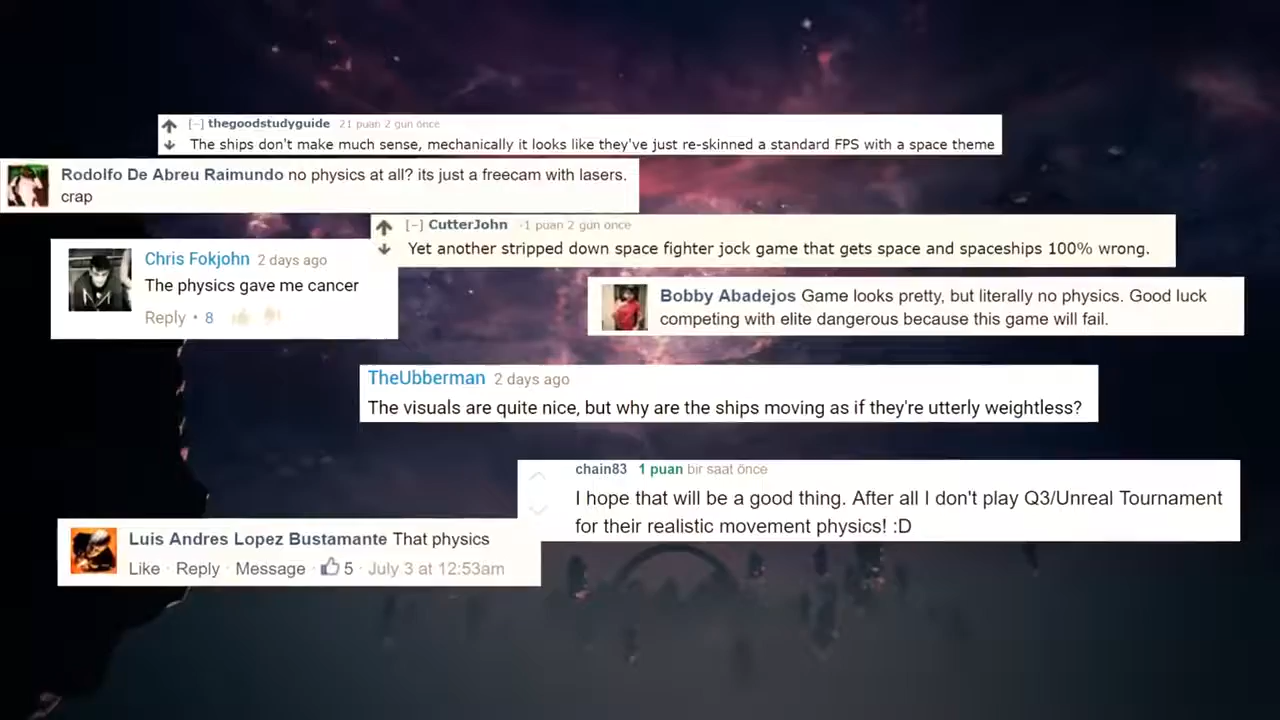 [–] thegoodstudyguide 21 puan 2 gün önce
The ships don't make much sense, mechanically it looks like they've just re-skinned a standard FPS with a space theme
Rodolfo De Abreu Raimundo no physics at all? its just a freecam with lasers.
crap
[–] CutterJohn -1 puan 2 gün önce
Yet another stripped down space fighter jock game that gets space and spaceships 100% wrong.
Chris Fokjohn 2 days ago
The physics gave me cancer
Reply • 8
Bobby Abadejos Game looks pretty, but literally no physics. Good luck
competing with elite dangerous because this game will fail.
TheUbberman 2 days ago
The visuals are quite nice, but why are the ships moving as if they're utterly weightless?
chain83 1 puan bir saat önce
I hope that will be a good thing. After all I don't play Q3/Unreal Tournament
for their realistic movement physics! :D
Luis Andres Lopez Bustamante That physics
Like · Reply · Message · 5 · July 3 at 12:53am